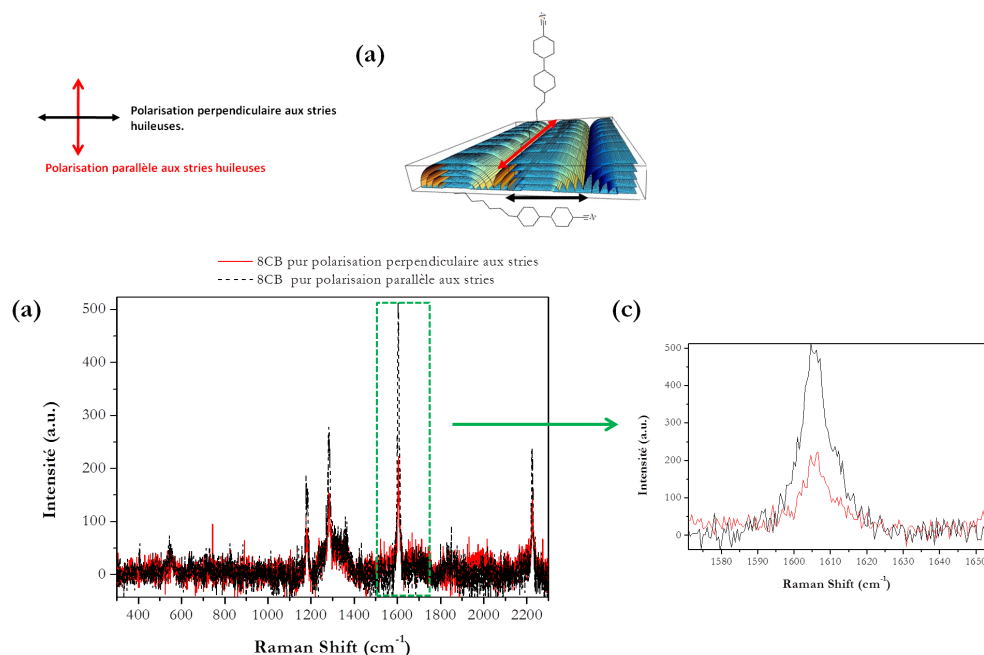 (a)
Polarisation perpendiculaire aux stries
huileuses.
Polarisation parallèle aux stries huileuses
N
N
8CB pur polarisation perpendiculaire aux stries
8CB pur polarisaion parallèle aux stries
(a)
500
400
300
200
100
0
Intensité (a.u.)
400 600 800 1000 1200 1400 1600 1800 2000 2200
Raman Shift (cm-1)
(c)
500
400
300
200
100
0
Intensité (a.u.)
1580 1590 1600 1610 1620 1630 1640 1650
Raman Shift (cm-1)